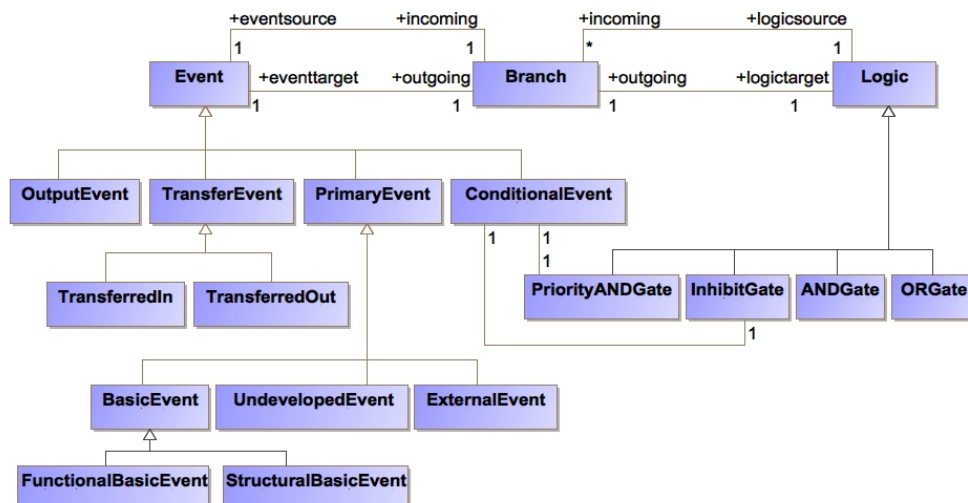 +eventsource +incoming +incoming +logicsource
1 1 * 1
Event Branch Logic
+eventtarget +outgoing +outgoing +logictarget
1 1 1 1
OutputEvent TransferEvent PrimaryEvent ConditionalEvent
1 1
1
TransferredIn TransferredOut PriorityANDGate InhibitGate ANDGate ORGate
1
BasicEvent UndevelopedEvent ExternalEvent
FunctionalBasicEvent StructuralBasicEvent